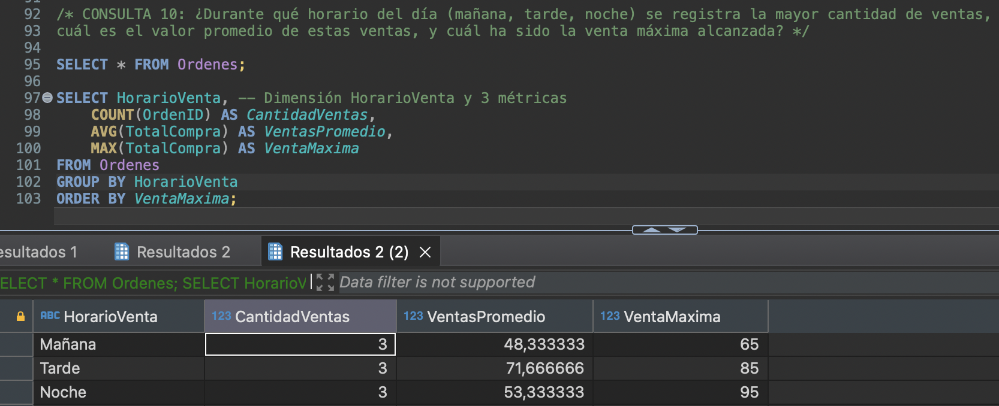 91
92 /* CONSULTA 10: ¿Durante qué horario del día (mañana, tarde, noche) se registra la mayor cantidad de ventas,
93 cuál es el valor promedio de estas ventas, y cuál ha sido la venta máxima alcanzada? */
94
95 SELECT * FROM Ordenes;
96
97 SELECT HorarioVenta, -- Dimensión HorarioVenta y 3 métricas
98 COUNT(OrdenID) AS CantidadVentas,
99 AVG(TotalCompra) AS VentasPromedio,
100 MAX(TotalCompra) AS VentaMaxima
101 FROM Ordenes
102 GROUP BY HorarioVenta
103 ORDER BY VentaMaxima;
esultados 1 Resultados 2 Resultados 2 (2)
ELECT * FROM Ordenes; SELECT HorarioV Data filter is not supported
ABC HorarioVenta 123 CantidadVentas 123 VentasPromedio 123 VentaMaxima
Mañana 3 48,333333 65
Tarde 3 71,666666 85
Noche 3 53,333333 95